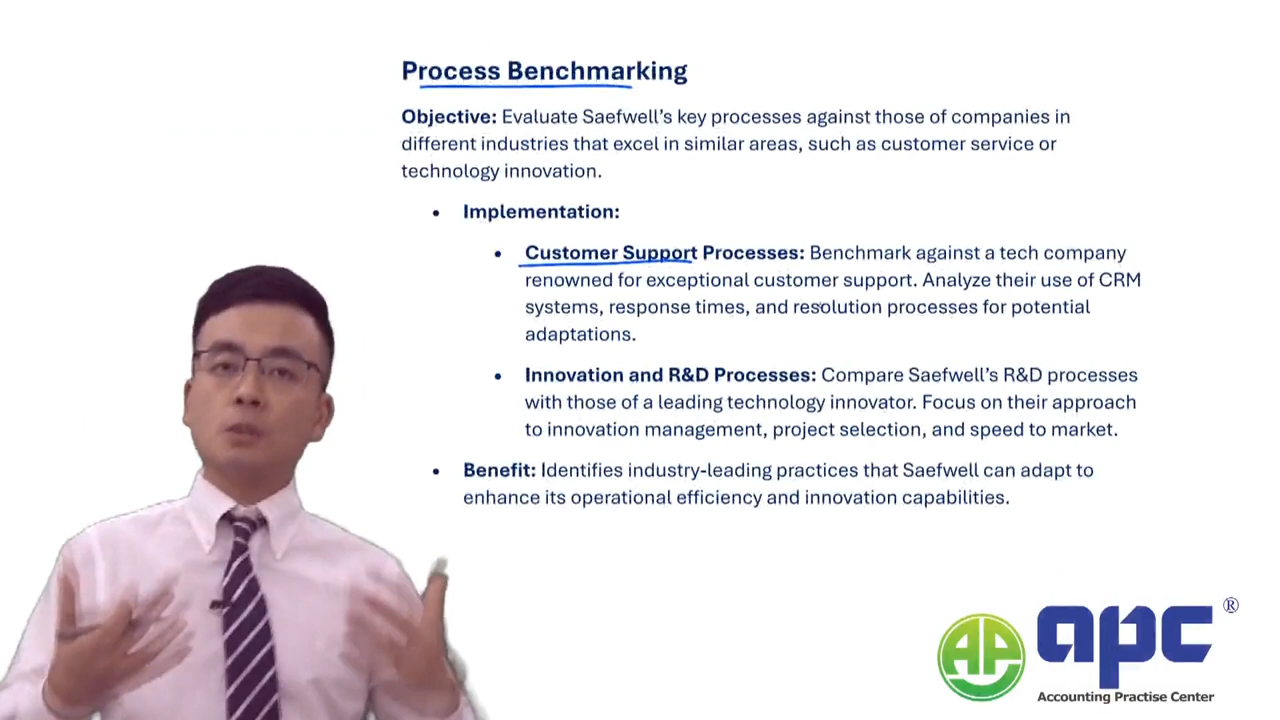 Process Benchmarking
Objective: Evaluate Saefwell’s key processes against those of companies in
different industries that excel in similar areas, such as customer service or
technology innovation.
• Implementation:
• Customer Support Processes: Benchmark against a tech company
renowned for exceptional customer support. Analyze their use of CRM
systems, response times, and resolution processes for potential
adaptations.
• Innovation and R&D Processes: Compare Saefwell’s R&D processes
with those of a leading technology innovator. Focus on their approach
to innovation management, project selection, and speed to market.
• Benefit: Identifies industry-leading practices that Saefwell can adapt to
enhance its operational efficiency and innovation capabilities.
AP
apc®
Accounting Practise Center